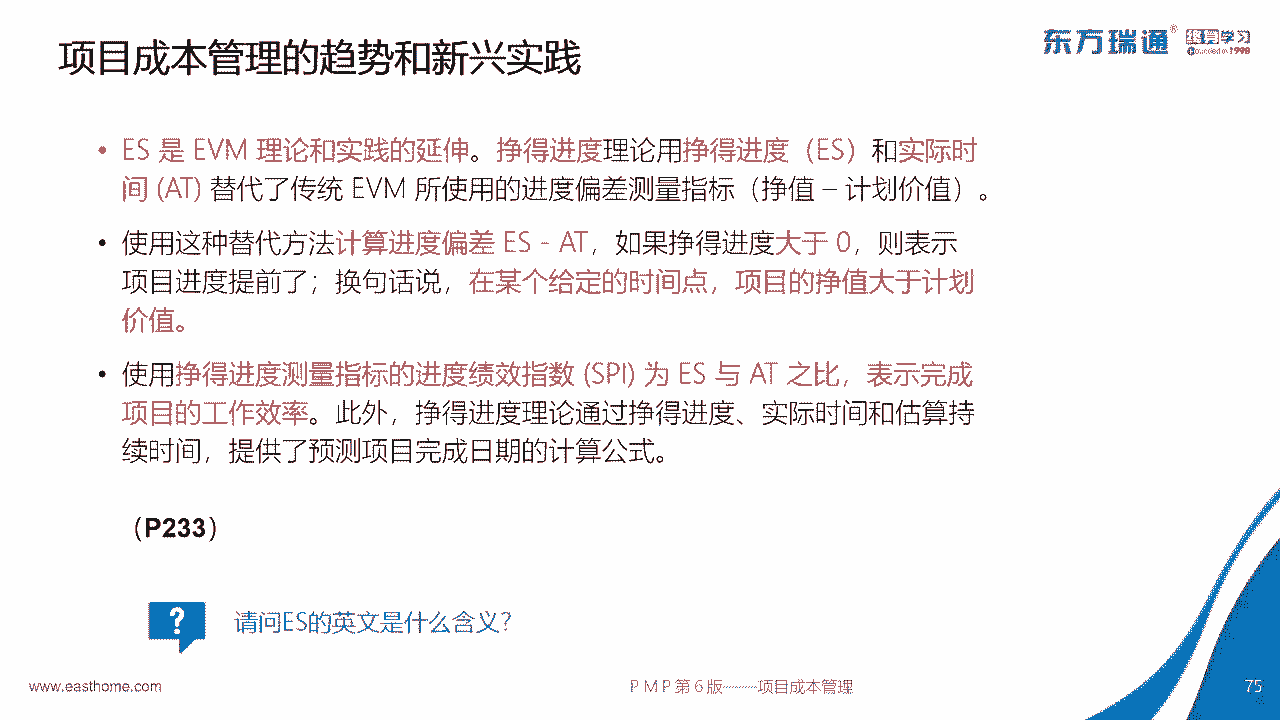 项目成本管理的趋势和新兴实践
东方瑞通® 终身学习
Founded in 1998
• ES 是 EVM 理论和实践的延伸。挣得进度理论用挣得进度（ES）和实际时
间 (AT) 替代了传统 EVM 所使用的进度偏差测量指标（挣值 – 计划价值）。
• 使用这种替代方法计算进度偏差 ES - AT，如果挣得进度大于 0，则表示
项目进度提前了；换句话说，在某个给定的时间点，项目的挣值大于计划
价值。
• 使用挣得进度测量指标的进度绩效指数 (SPI) 为 ES 与 AT 之比，表示完成
项目的工作效率。此外，挣得进度理论通过挣得进度、实际时间和估算持
续时间，提供了预测项目完成日期的计算公式。
（P233）
? 请问ES的英文是什么含义？
www.easthome.com
P M P 第 6 版--------项目成本管理
75